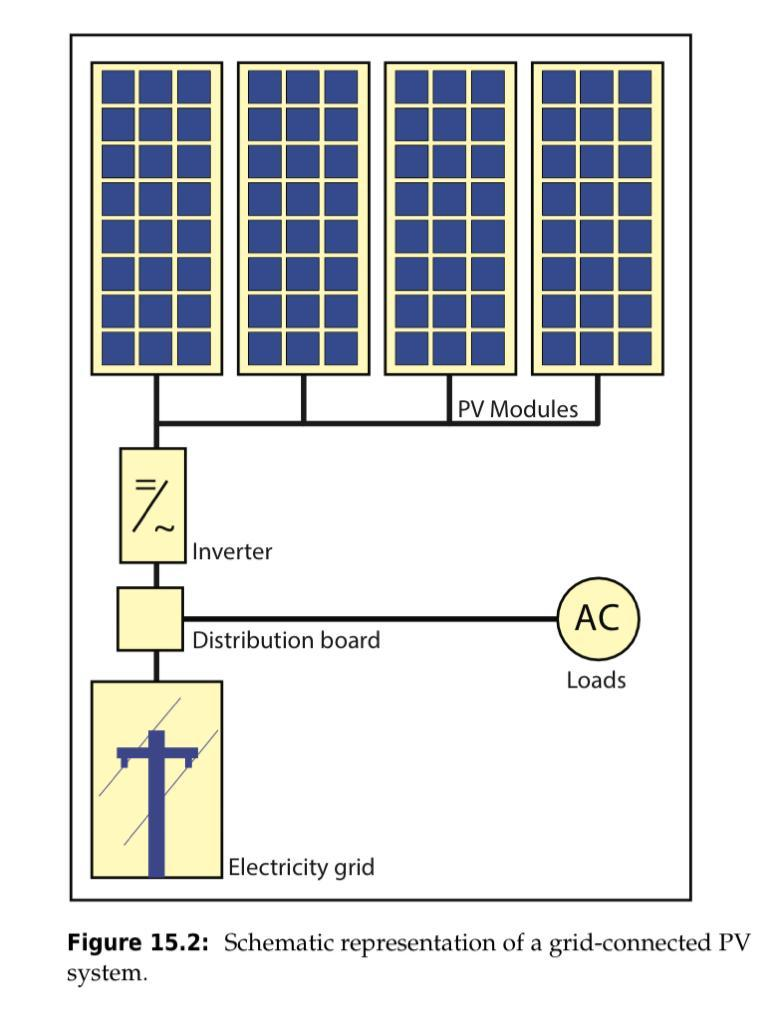 PV Modules
=
~
Inverter
AC
Distribution board
Loads
Electricity grid
Figure 15.2: Schematic representation of a grid-connected PV
system.